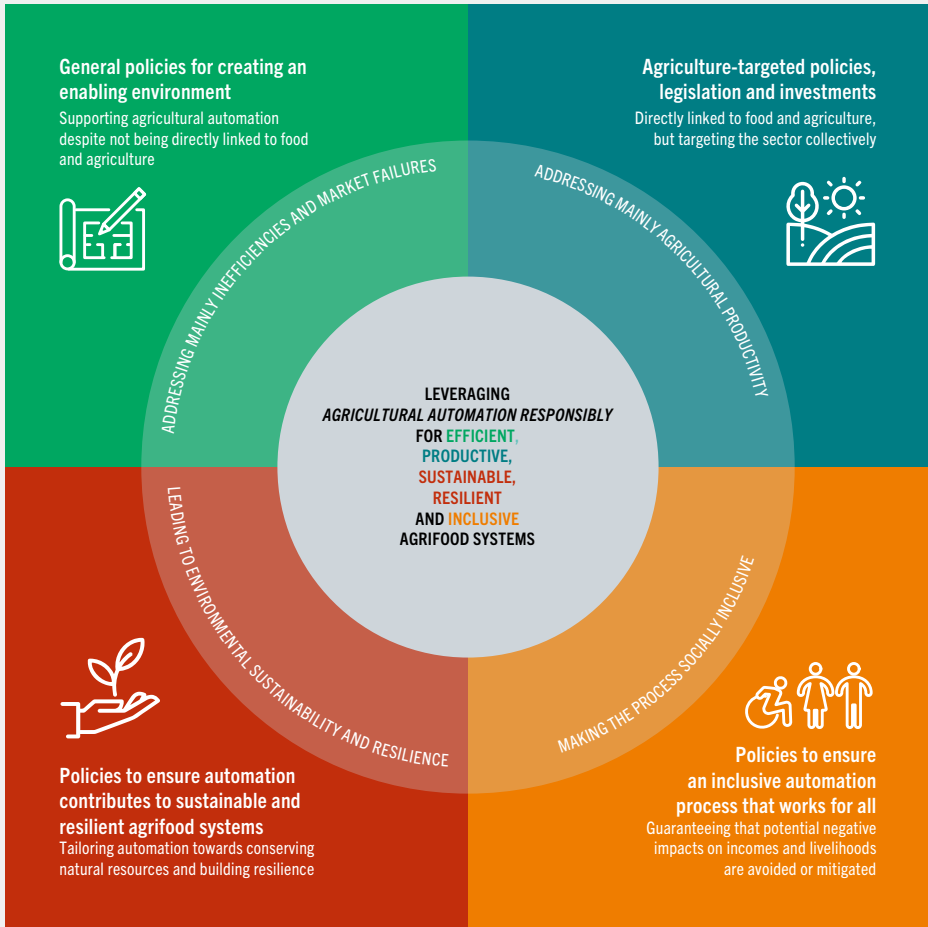 General policies for creating an
enabling environment
Supporting agricultural automation
despite not being directly linked to food
and agriculture
Agriculture-targeted policies,
legislation and investments
Directly linked to food and agriculture,
but targeting the sector collectively
ADDRESSING MAINLY INEFFICIENCIES AND MARKET FAILURES
ADDRESSING MAINLY AGRICULTURAL PRODUCTIVITY
LEVERAGING
AGRICULTURAL AUTOMATION RESPONSIBLY
FOR EFFICIENT,
PRODUCTIVE,
SUSTAINABLE,
RESILIENT
AND INCLUSIVE
AGRIFOOD SYSTEMS
LEADING TO ENVIRONMENTAL SUSTAINABILITY AND RESILIENCE
MAKING THE PROCESS SOCIALLY INCLUSIVE
Policies to ensure automation
contributes to sustainable and
resilient agrifood systems
Tailoring automation towards conserving
natural resources and building resilience
Policies to ensure
an inclusive automation
process that works for all
Guaranteeing that potential negative
impacts on incomes and livelihoods
are avoided or mitigated